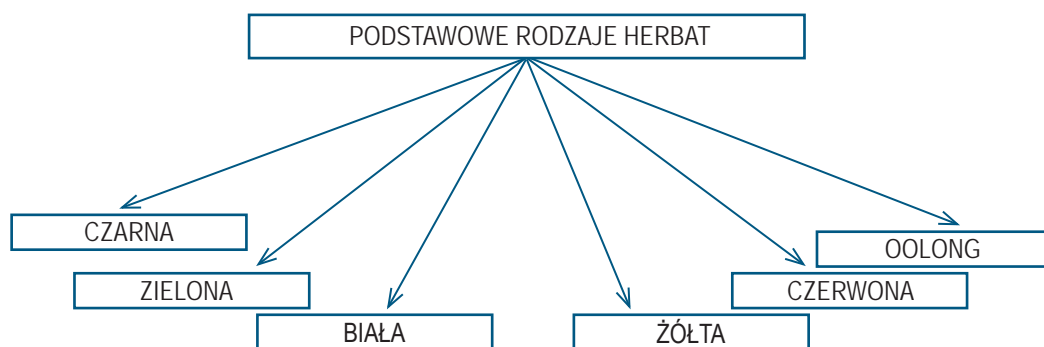 PODSTAWOWE RODZAJE HERBAT
CZARNA
ZIELONA
BIAŁA
ŻÓŁTA
CZERWONA
OOLONG